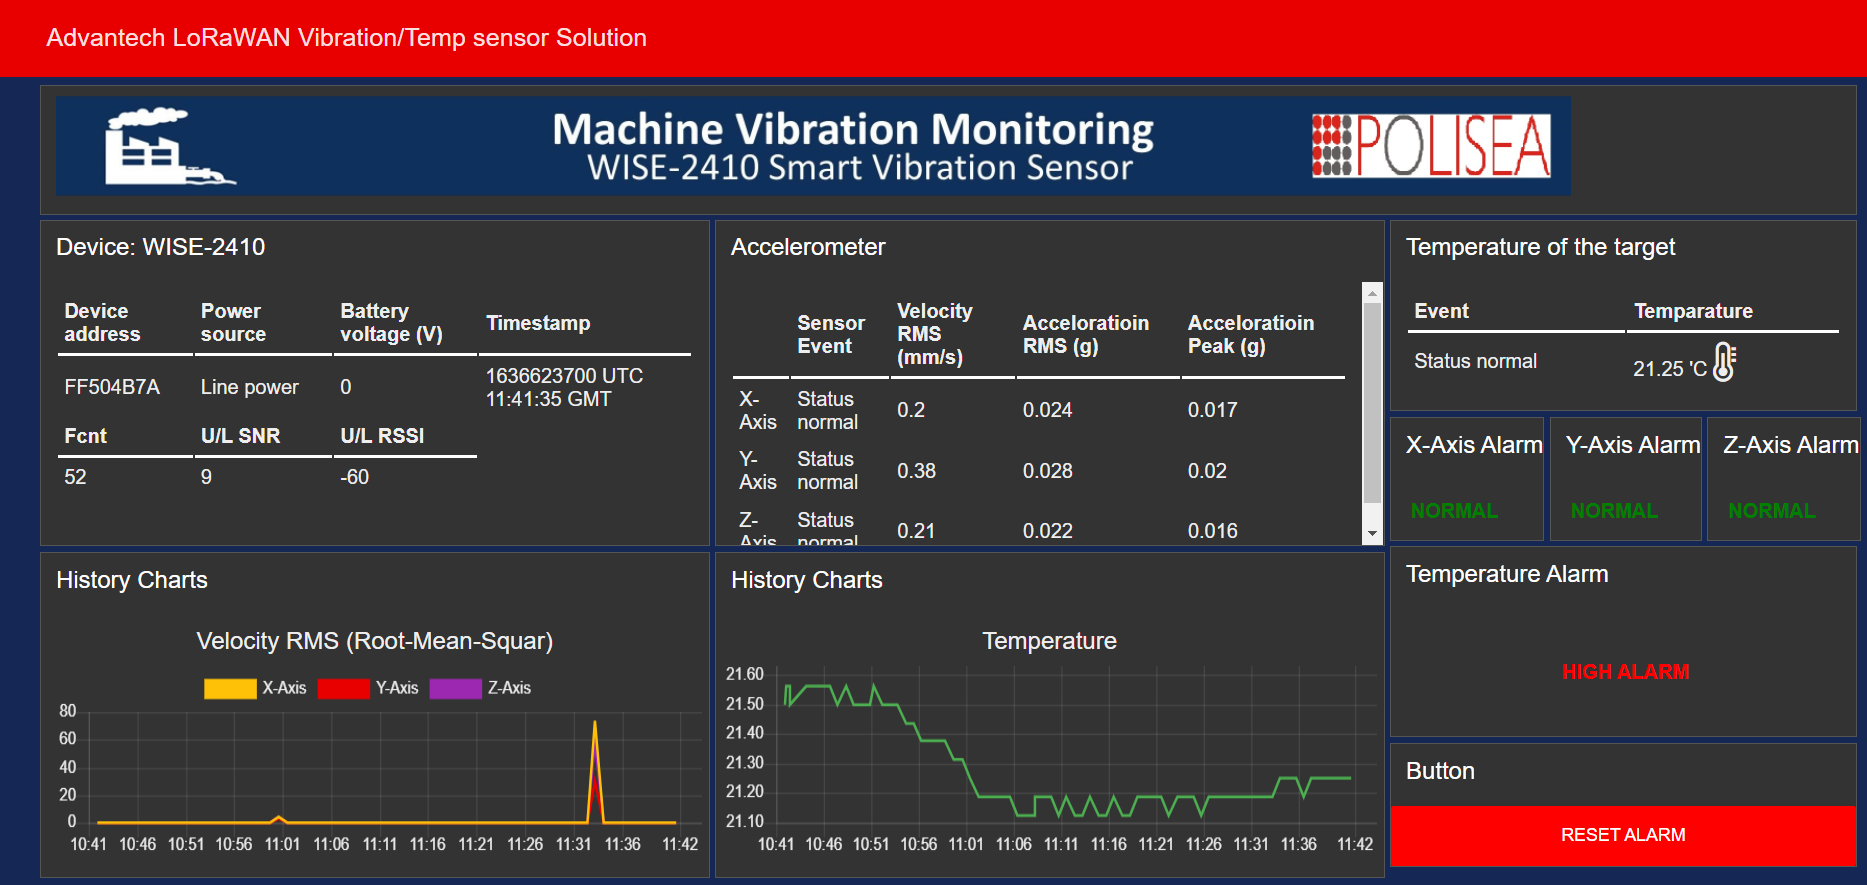 Advantech LoRaWAN Vibration/Temp sensor Solution
Machine Vibration Monitoring
WISE-2410 Smart Vibration Sensor
POLISEA
Device: WISE-2410
Device address
Power source
Battery voltage (V)
Timestamp
FF504B7A
Line power
0
1636623700 UTC
11:41:35 GMT
Fcnt
U/L SNR
U/L RSSI
52
9
-60
Accelerometer
Sensor Event
Velocity RMS (mm/s)
Acceloratioin RMS (g)
Acceloratioin Peak (g)
X-Axis
Status normal
0.2
0.024
0.017
Y-Axis
Status normal
0.38
0.028
0.02
Z-Axis
Status normal
0.21
0.022
0.016
Temperature of the target
Event
Temparature
Status normal
21.25 'C
X-Axis Alarm
NORMAL
Y-Axis Alarm
NORMAL
Z-Axis Alarm
NORMAL
History Charts
Velocity RMS (Root-Mean-Squar)
X-Axis
Y-Axis
Z-Axis
80
60
40
20
0
10:41 10:46 10:51 10:56 11:01 11:06 11:11 11:16 11:21 11:26 11:31 11:36 11:42
History Charts
Temperature
21.60
21.50
21.40
21.30
21.20
21.10
10:41 10:46 10:51 10:56 11:01 11:06 11:11 11:16 11:21 11:26 11:31 11:36 11:42
Temperature Alarm
HIGH ALARM
Button
RESET ALARM